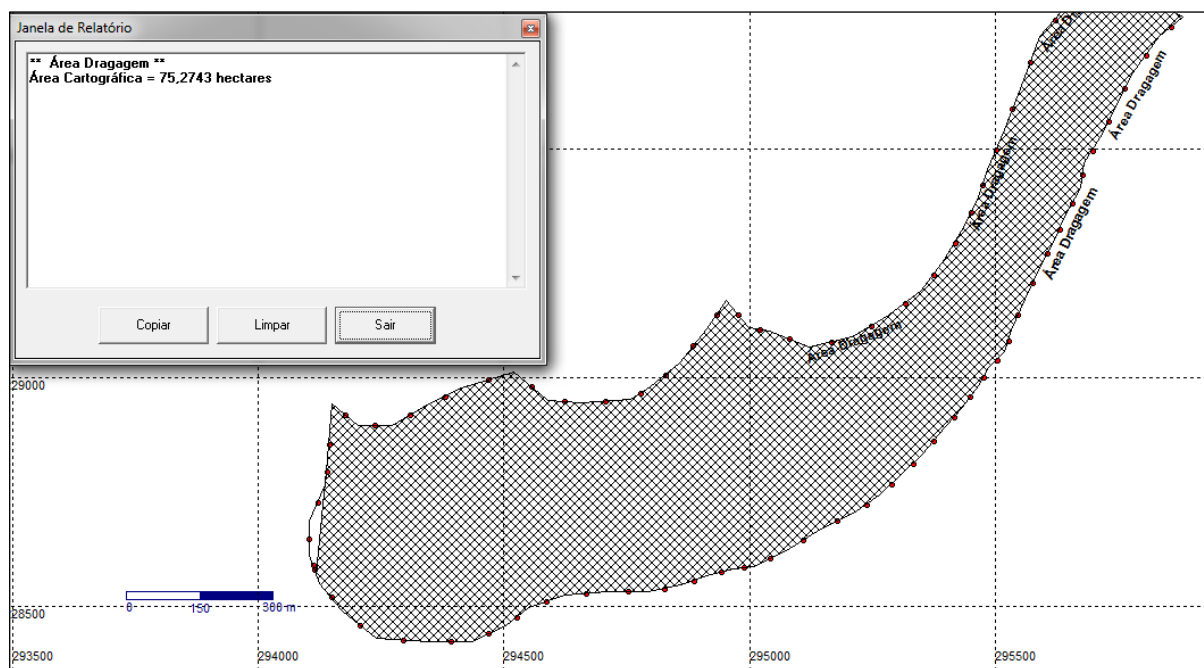 Janela de Relatório
** Área Dragagem **
Área Cartográfica = 75,2743 hectares
Copiar
Limpar
Sair
Área Dragagem
Área Dragagem
Área Dragagem
Área Dragagem
29000
28500
0 150 300 m
293500
294000
294500
295000
295500